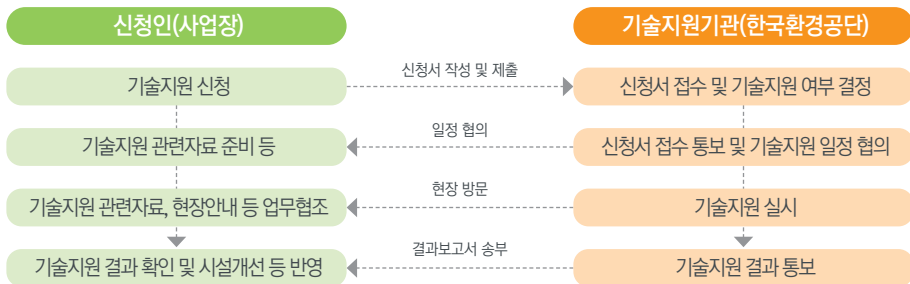 신청인(사업장)
기술지원기관(한국환경공단)
기술지원 신청
신청서 작성 및 제출
신청서 접수 및 기술지원 여부 결정
기술지원 관련자료 준비 등
일정 협의
신청서 접수 통보 및 기술지원 일정 협의
기술지원 관련자료, 현장안내 등 업무협조
현장 방문
기술지원 실시
기술지원 결과 확인 및 시설개선 등 반영
결과보고서 송부
기술지원 결과 통보